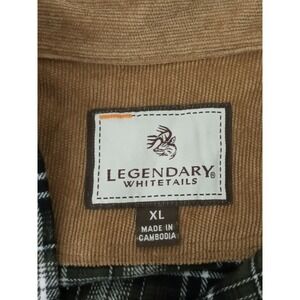 LEGENDARY®
WHITETAILS
XL
MADE IN
CAMBODIA